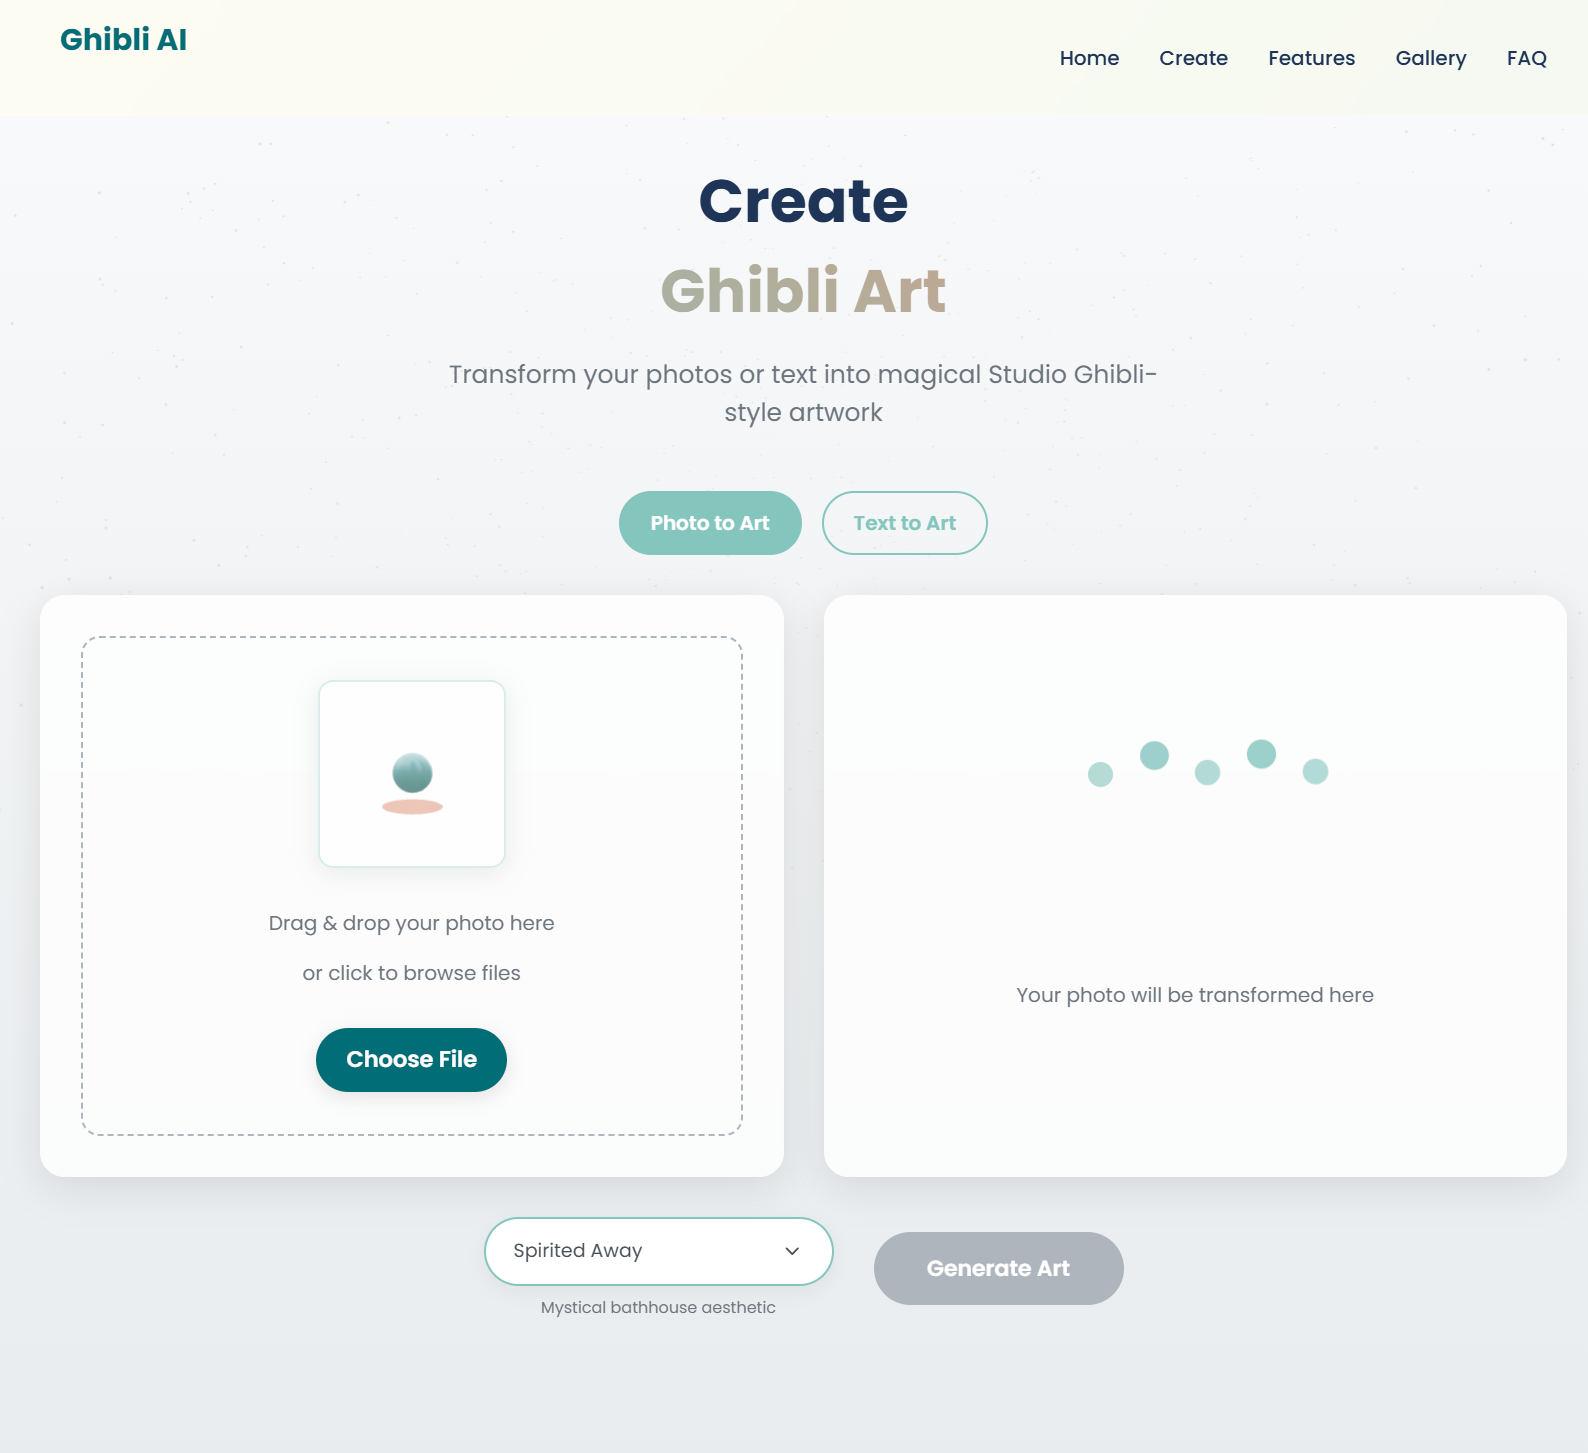 Ghibli AI
Home
Create
Features
Gallery
FAQ
Create
Ghibli Art
Transform your photos or text into magical Studio Ghibli-
style artwork
Photo to Art
Text to Art
Drag & drop your photo here
or click to browse files
Choose File
Your photo will be transformed here
Spirited Away
Mystical bathhouse aesthetic
Generate Art